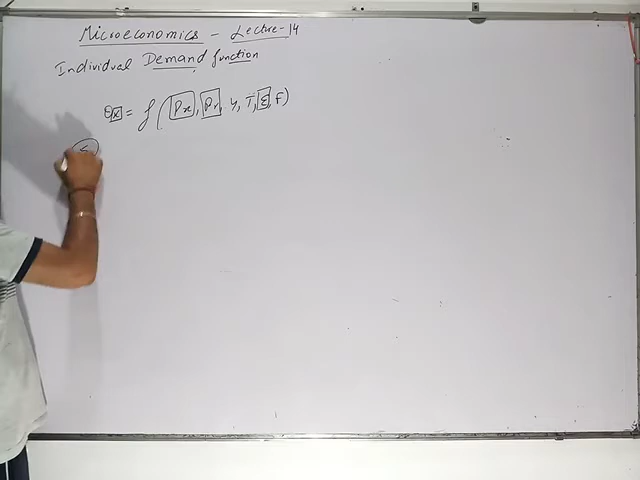 Microeconomics - Lecture-14
Individual Demand function
Qx = f(Px, Pr, y, T, E, F)